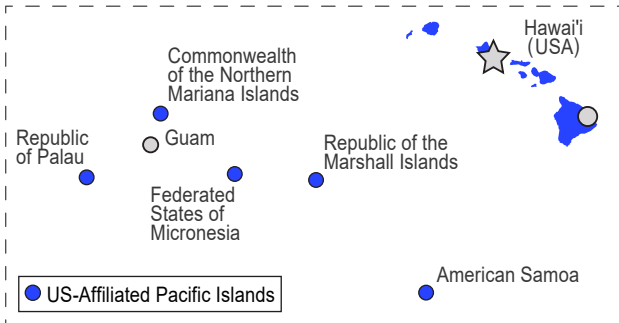 Hawai'i
(USA)
Commonwealth
of the Northern
Mariana Islands
Republic
of Palau
Guam
Republic of the
Marshall Islands
Federated
States of
Micronesia
American Samoa
US-Affiliated Pacific Islands